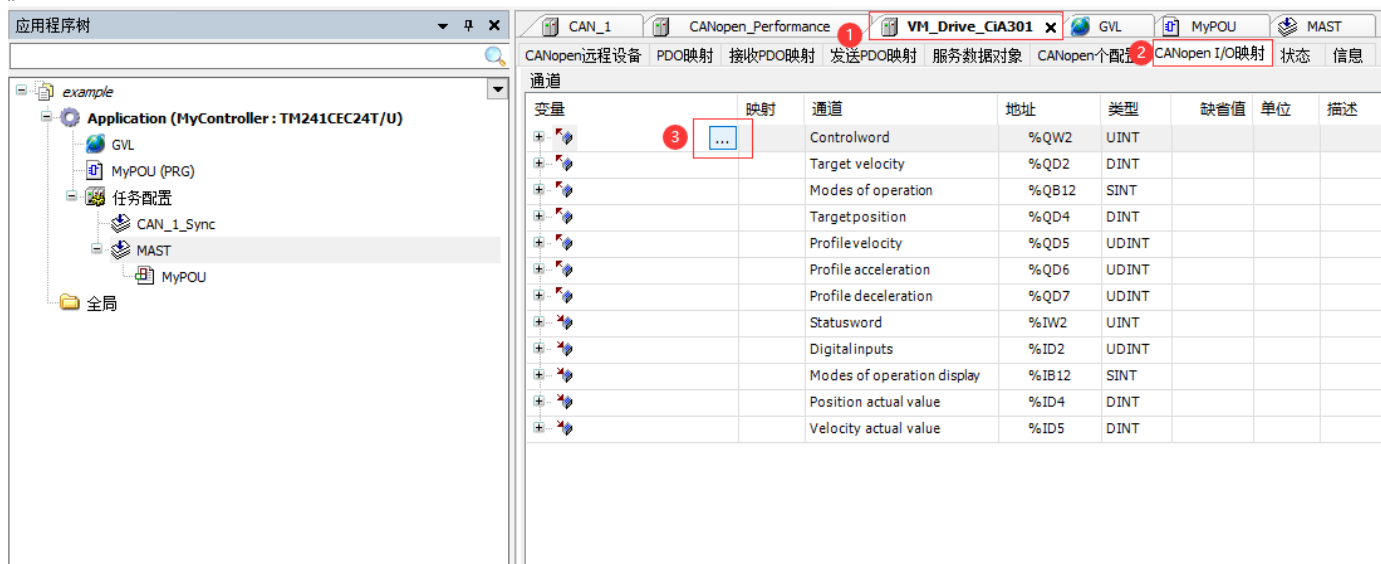 应用程序树
example
Application (MyController : TM241CEC24T/U)
GVL
MyPOU (PRG)
任务配置
CAN_1_Sync
MAST
MyPOU
全局
CAN_1 CANopen_Performance 1 VM_Drive_CiA301 GVL MyPOU MAST
CANopen远程设备 PDO映射 接收PDO映射 发送PDO映射 服务数据对象 CANopen个配 2 CANopen I/O映射 状态 信息
通道
变量 映射 通道 地址 类型 缺省值 单位 描述
3 ... Controlword %QW2 UINT
Target velocity %QD2 DINT
Modes of operation %QB12 SINT
Targetposition %QD4 DINT
Profilevelocity %QD5 UDINT
Profile acceleration %QD6 UDINT
Profile deceleration %QD7 UDINT
Statusword %IW2 UINT
Digitalinputs %ID2 UDINT
Modes of operation display %IB12 SINT
Position actual value %ID4 DINT
Velocity actual value %ID5 DINT